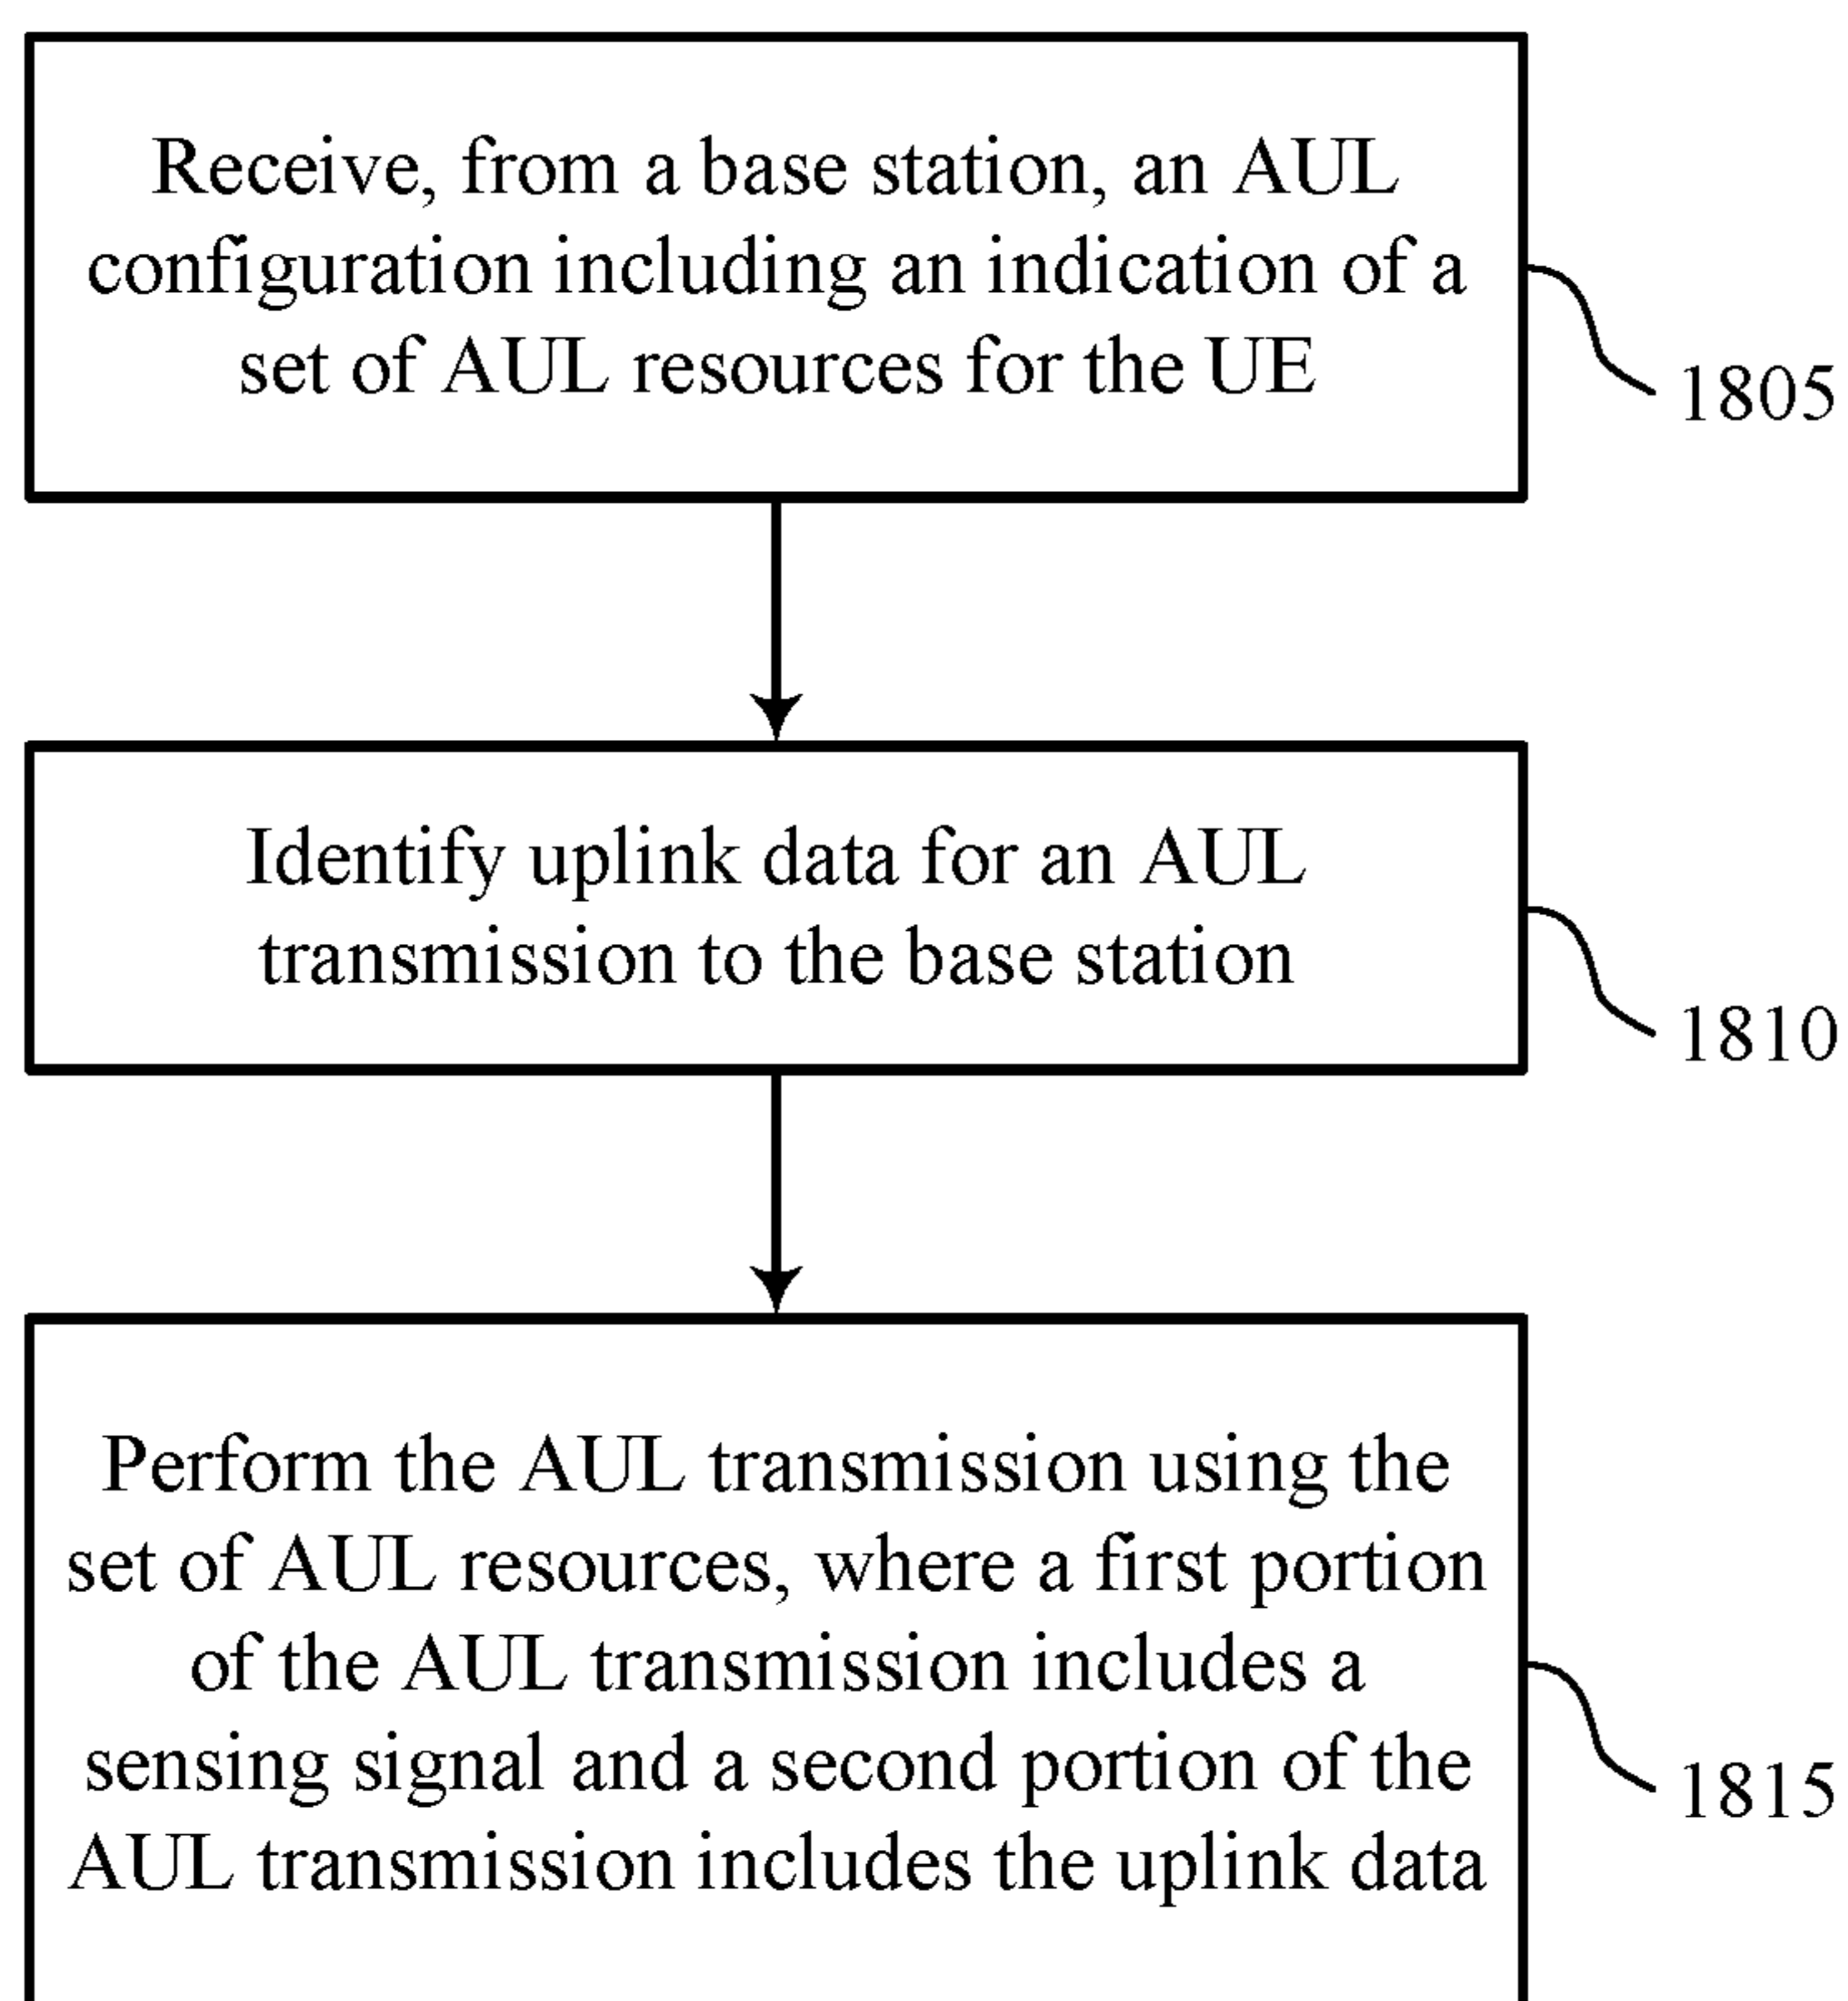 Receive, from a base station, an AUL
configuration including an indication of a
set of AUL resources for the UE
1805
Identify uplink data for an AUL
transmission to the base station
1810
Perform the AUL transmission using the
set of AUL resources, where a first portion
of the AUL transmission includes a
sensing signal and a second portion of the
AUL transmission includes the uplink data
1815